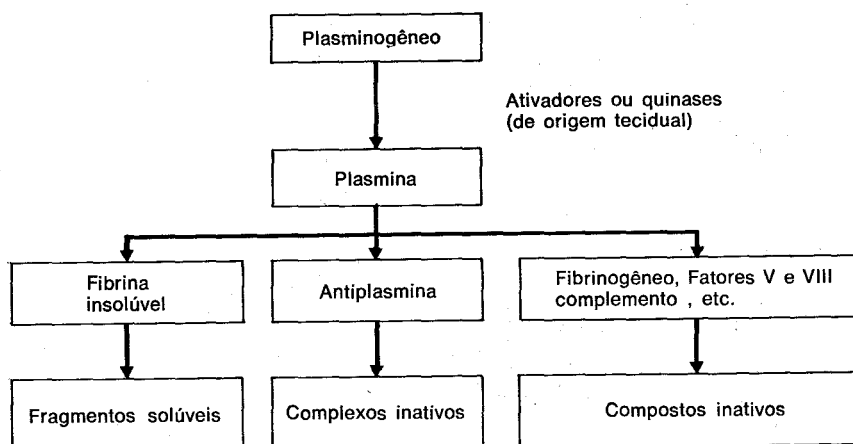 Plasminogêneo
Ativadores ou quinases
(de origem tecidual)
Plasmina
Fibrina
insolúvel
Antiplasmina
Fibrinogêneo, Fatores V e VIII
complemento , etc.
Fragmentos solúveis
Complexos inativos
Compostos inativos